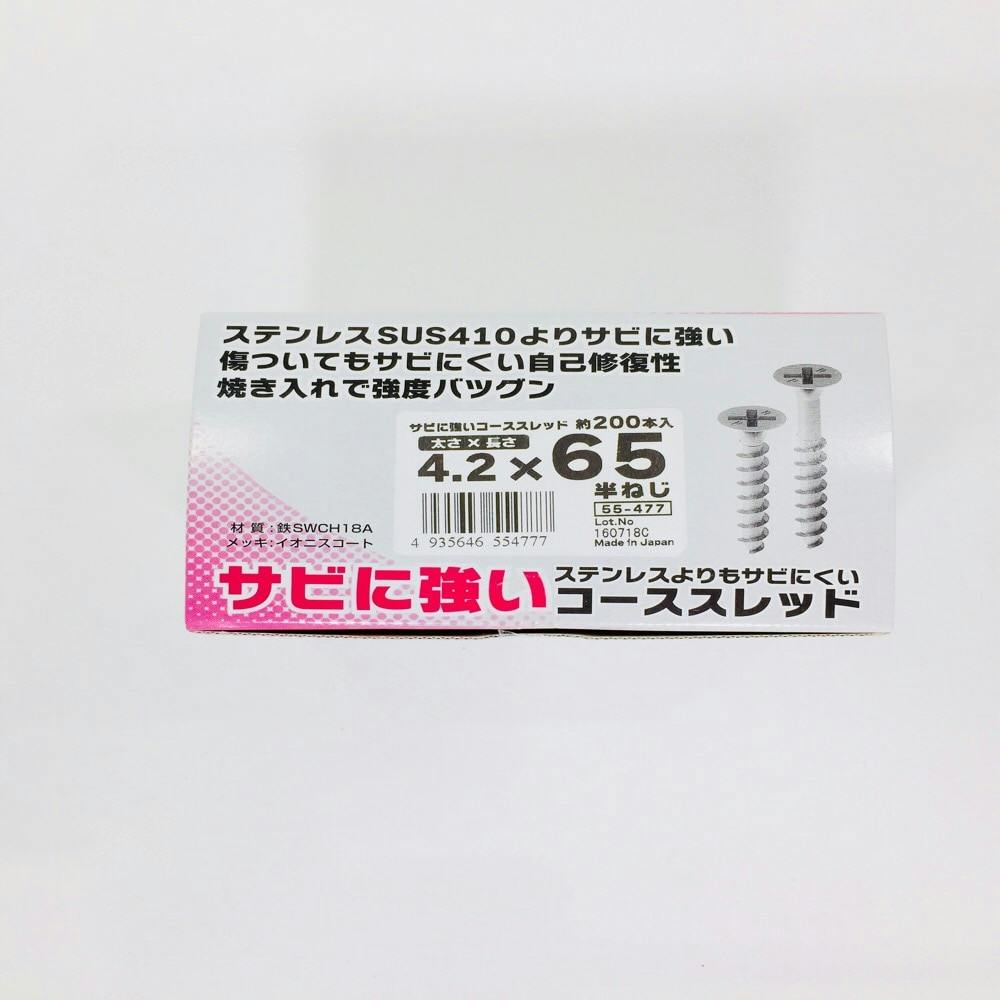 ステンレスSUS410よりサビに強い
傷ついてもサビにくい自己修復性
焼き入れで強度バツグン
サビに強いコーススレッド 約200本入
太さ×長さ
4.2×65
半ねじ
55-477
Lot.No
160718C
Made in Japan
4 935646 554777
材 質:鉄SWCH18A
メッキ:イオニスコート
サビに強い
ステンレスよりもサビにくい
コーススレッド